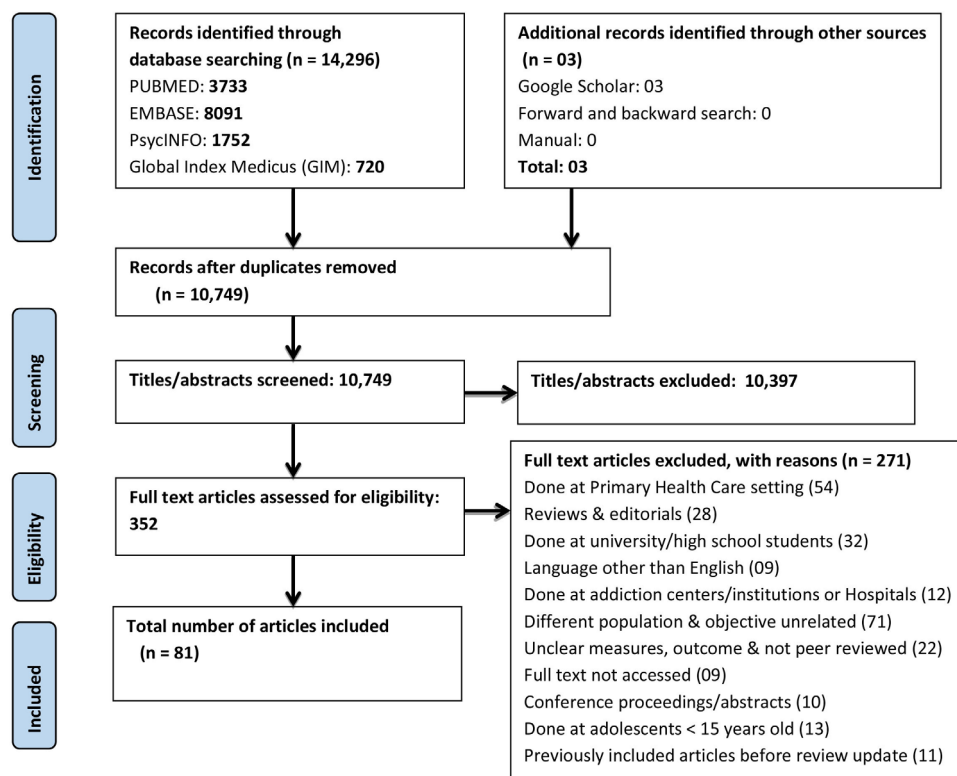 Identification
Records identified through
database searching (n = 14,296)
PUBMED: 3733
EMBASE: 8091
PsycINFO: 1752
Global Index Medicus (GIM): 720
Additional records identified through other sources
(n = 03)
Google Scholar: 03
Forward and backward search: 0
Manual: 0
Total: 03
Records after duplicates removed
(n = 10,749)
Screening
Titles/abstracts screened: 10,749
Titles/abstracts excluded: 10,397
Eligibility
Full text articles assessed for eligibility:
352
Full text articles excluded, with reasons (n = 271)
Done at Primary Health Care setting (54)
Reviews & editorials (28)
Done at university/high school students (32)
Language other than English (09)
Done at addiction centers/institutions or Hospitals (12)
Different population & objective unrelated (71)
Unclear measures, outcome & not peer reviewed (22)
Full text not accessed (09)
Conference proceedings/abstracts (10)
Done at adolescents < 15 years old (13)
Previously included articles before review update (11)
Included
Total number of articles included
(n = 81)